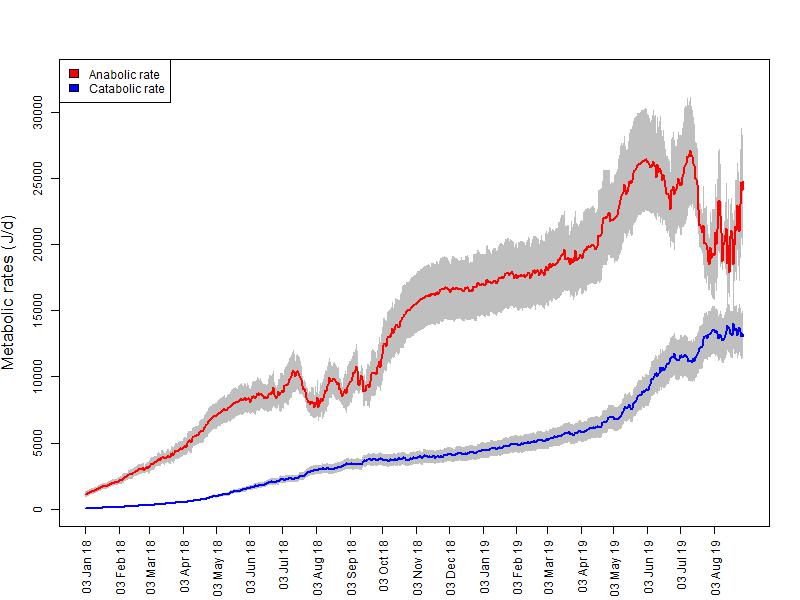 Anabolic rate
Catabolic rate
Metabolic rates (J/d)
30000
25000
20000
15000
10000
5000
0
03 Jan 18
03 Feb 18
03 Mar 18
03 Apr 18
03 May 18
03 Jun 18
03 Jul 18
03 Aug 18
03 Sep 18
03 Oct 18
03 Nov 18
03 Dec 18
03 Jan 19
03 Feb 19
03 Mar 19
03 Apr 19
03 May 19
03 Jun 19
03 Jul 19
03 Aug 19